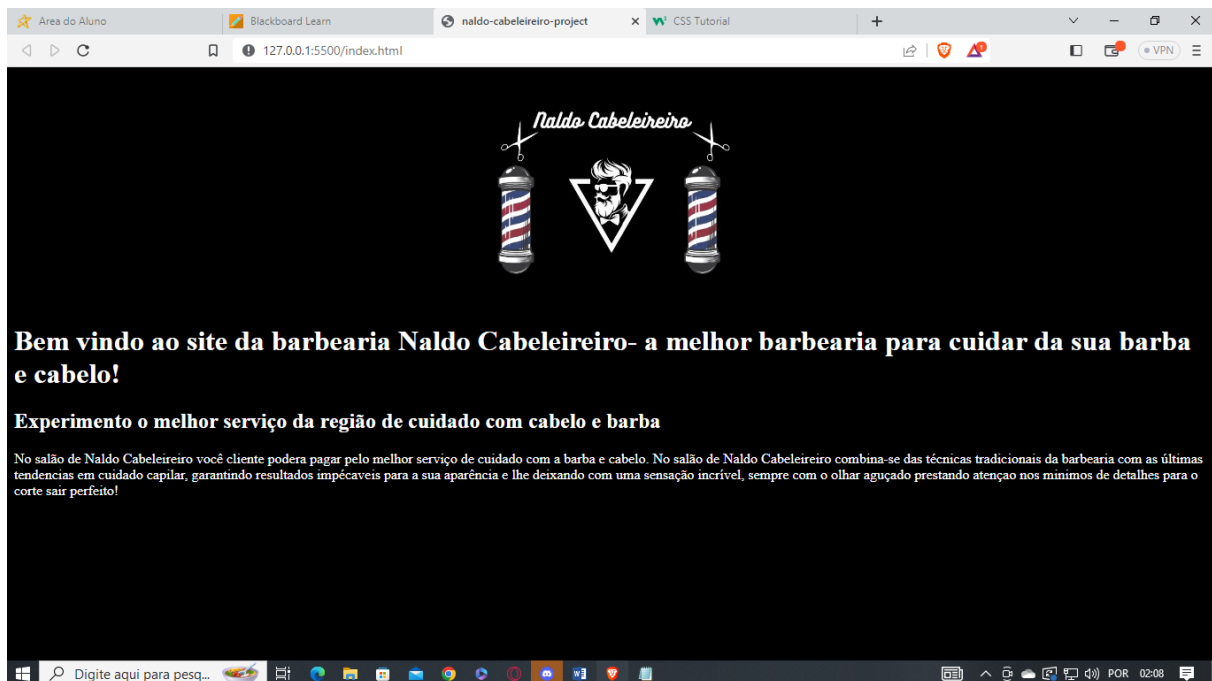 Area do Aluno
Blackboard Learn
naldo-cabeleireiro-project
CSS Tutorial
127.0.0.1:5500/index.html
VPN
Naldo Cabeleireiro
Bem vindo ao site da barbearia Naldo Cabeleireiro- a melhor barbearia para cuidar da sua barba
e cabelo!
Experimento o melhor serviço da região de cuidado com cabelo e barba
No salão de Naldo Cabeleireiro você cliente podera pagar pelo melhor serviço de cuidado com a barba e cabelo. No salão de Naldo Cabeleireiro combina-se das técnicas tradicionais da barbearia com as últimas
tendencias em cuidado capilar, garantindo resultados impécaveis para a sua aparência e lhe deixando com uma sensação incrível, sempre com o olhar aguçado prestando atençao nos minimos de detalhes para o
corte sair perfeito!
Digite aqui para pesq...
POR
02:08